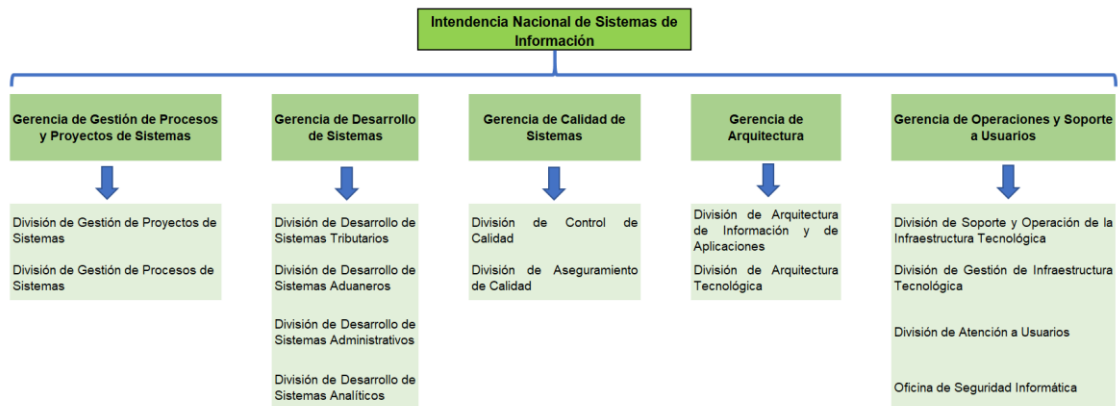 Intendencia Nacional de Sistemas de
Información
Gerencia de Gestión de Procesos
y Proyectos de Sistemas
División de Gestión de Proyectos de
Sistemas
División de Gestión de Procesos de
Sistemas
Gerencia de Desarrollo
de Sistemas
División de Desarrollo de
Sistemas Tributarios
División de Desarrollo de
Sistemas Aduaneros
División de Desarrollo de
Sistemas Administrativos
División de Desarrollo de
Sistemas Analíticos
Gerencia de Calidad de
Sistemas
División de Control de
Calidad
División de Aseguramiento
de Calidad
Gerencia de
Arquitectura
División de Arquitectura
de Información y de
Aplicaciones
División de Arquitectura
Tecnológica
Gerencia de Operaciones y Soporte
a Usuarios
División de Soporte y Operación de la
Infraestructura Tecnológica
División de Gestión de Infraestructura
Tecnológica
División de Atención a Usuarios
Oficina de Seguridad Informática